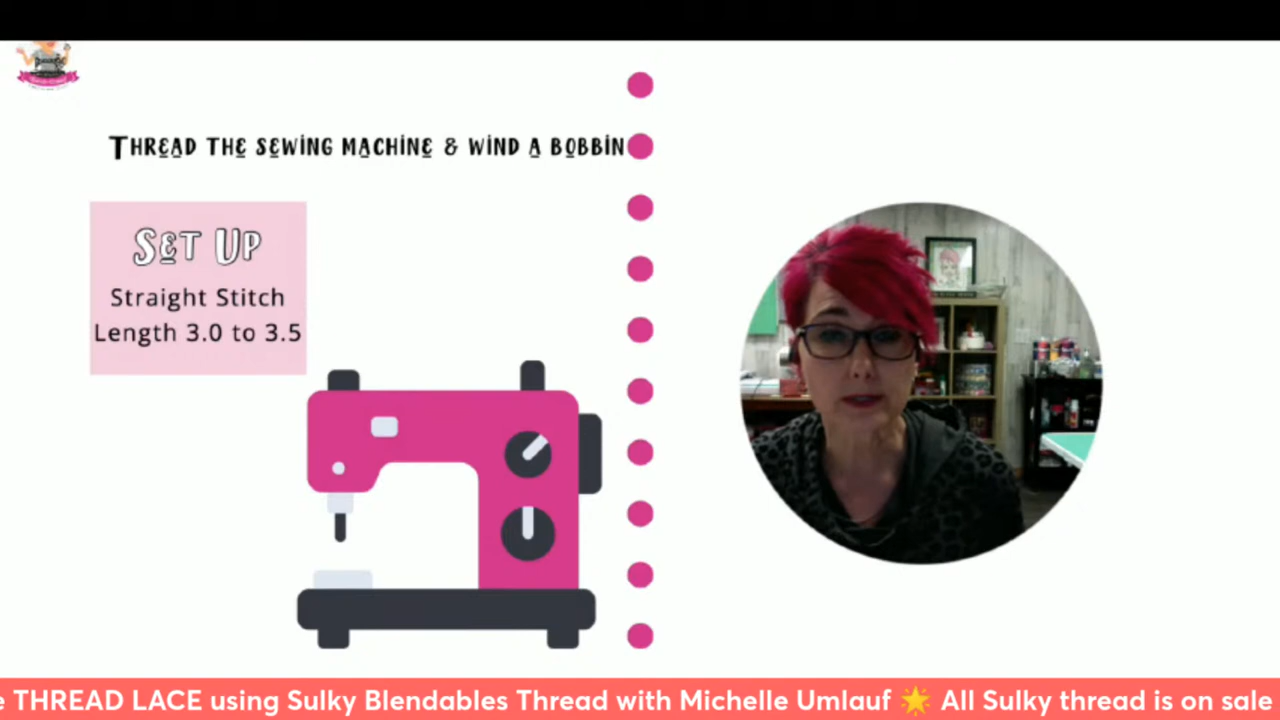 THREAD THE SEWING MACHINE & WIND A BOBBIN
SET UP
Straight Stitch
Length 3.0 to 3.5
THREAD LACE using Sulky Blendables Thread with Michelle Umlauf 🌟 All Sulky thread is on sale